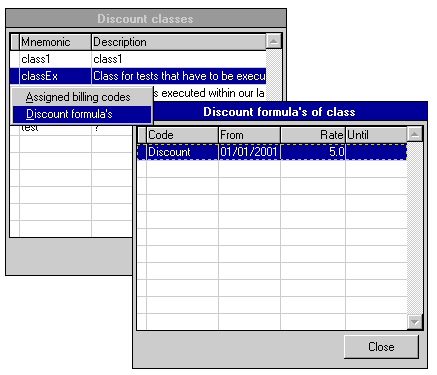 Discount classes
Mnemonic Description
class1 class1
classEx Class for tests that have to be execu
s executed within our la
Assigned billing codes
Discount formula's
test ?
Discount formula's of class
Code From Rate Until
Discount 01/01/2001 5.0
Close